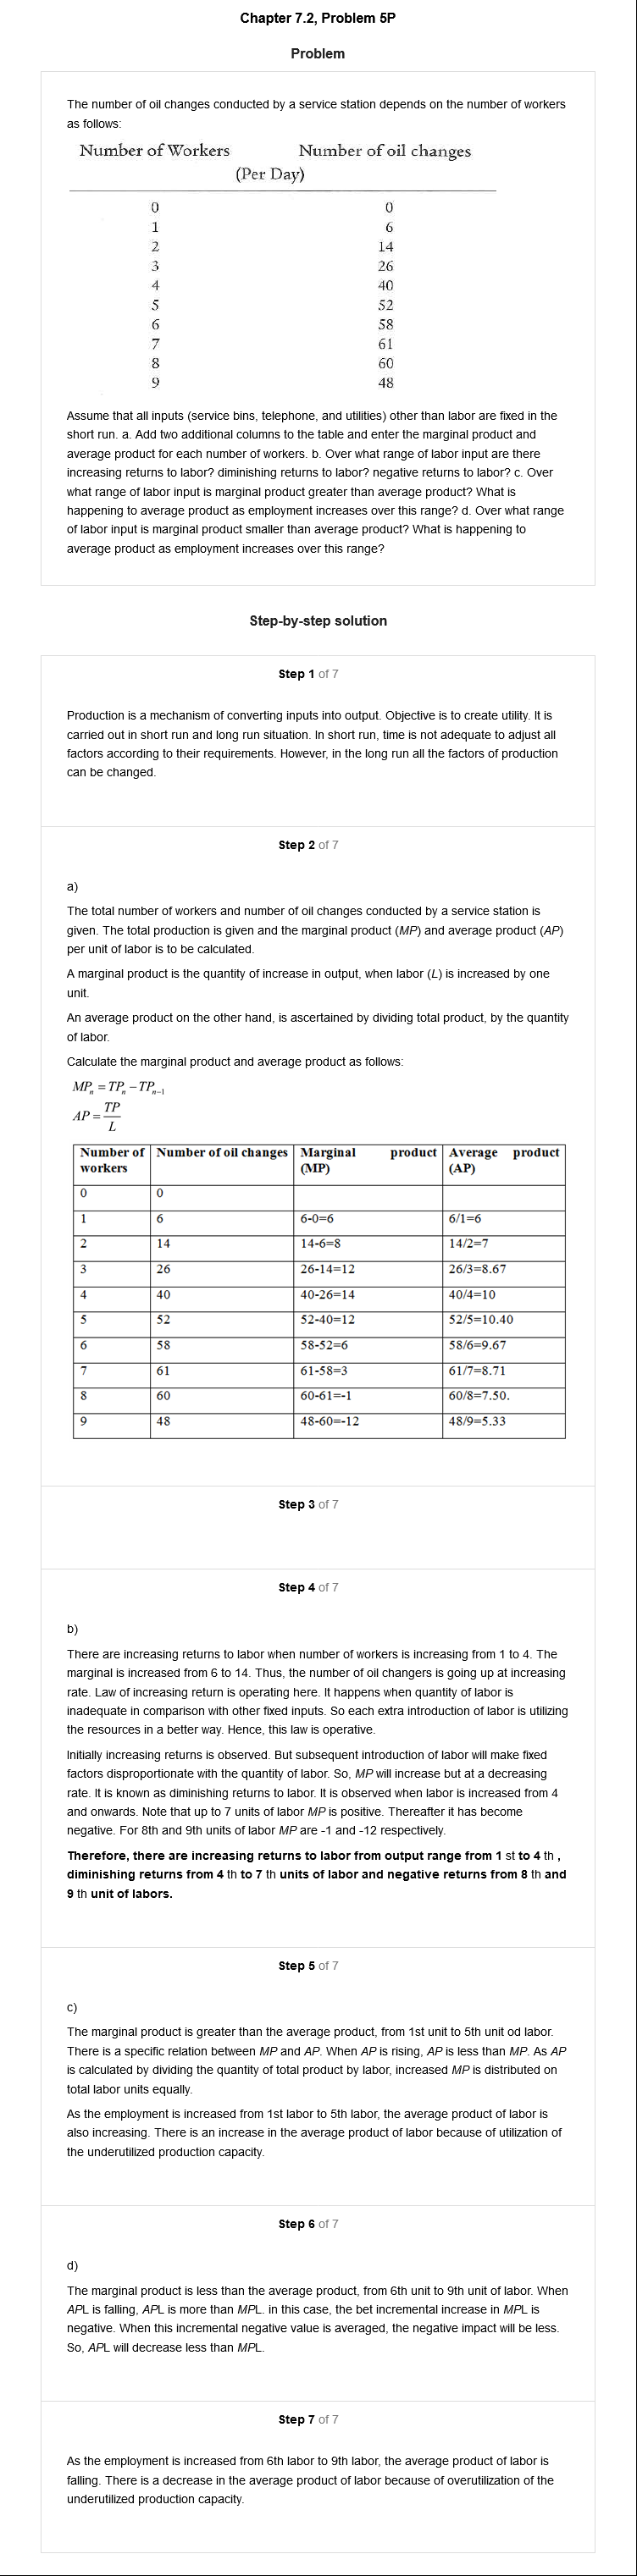 Chapter 7.2, Problem 5P
Problem
The number of oil changes conducted by a service station depends on the number of workers
as follows:
Number of Workers Number of oil changes
(Per Day)
0 0
1 6
2 14
3 26
4 40
5 52
6 58
7 61
8 60
9 48
Assume that all inputs (service bins, telephone, and utilities) other than labor are fixed in the
short run. a. Add two additional columns to the table and enter the marginal product and
average product for each number of workers. b. Over what range of labor input are there
increasing returns to labor? diminishing returns to labor? negative returns to labor? c. Over
what range of labor input is marginal product greater than average product? What is
happening to average product as employment increases over this range? d. Over what range
of labor input is marginal product smaller than average product? What is happening to
average product as employment increases over this range?
Step-by-step solution
Step 1 of 7
Production is a mechanism of converting inputs into output. Objective is to create utility. It is
carried out in short run and long run situation. In short run, time is not adequate to adjust all
factors according to their requirements. However, in the long run all the factors of production
can be changed.
Step 2 of 7
a)
The total number of workers and number of oil changes conducted by a service station is
given. The total production is given and the marginal product (MP) and average product (AP)
per unit of labor is to be calculated.
A marginal product is the quantity of increase in output, when labor (L) is increased by one
unit.
An average product on the other hand, is ascertained by dividing total product, by the quantity
of labor.
Calculate the marginal product and average product as follows:
MPₙ = TPₙ − TPₙ₋₁
AP = TP/L
Number of workers Number of oil changes Marginal product (MP) Average product (AP)
0 0
1 6 6-0=6 6/1=6
2 14 14-6=8 14/2=7
3 26 26-14=12 26/3=8.67
4 40 40-26=14 40/4=10
5 52 52-40=12 52/5=10.40
6 58 58-52=6 58/6=9.67
7 61 61-58=3 61/7=8.71
8 60 60-61=-1 60/8=7.50.
9 48 48-60=-12 48/9=5.33
Step 3 of 7
Step 4 of 7
b)
There are increasing returns to labor when number of workers is increasing from 1 to 4. The
marginal is increased from 6 to 14. Thus, the number of oil changers is going up at increasing
rate. Law of increasing return is operating here. It happens when quantity of labor is
inadequate in comparison with other fixed inputs. So each extra introduction of labor is utilizing
the resources in a better way. Hence, this law is operative.
Initially increasing returns is observed. But subsequent introduction of labor will make fixed
factors disproportionate with the quantity of labor. So, MP will increase but at a decreasing
rate. It is known as diminishing returns to labor. It is observed when labor is increased from 4
and onwards. Note that up to 7 units of labor MP is positive. Thereafter it has become
negative. For 8th and 9th units of labor MP are -1 and -12 respectively.
Therefore, there are increasing returns to labor from output range from 1 st to 4 th ,
diminishing returns from 4 th to 7 th units of labor and negative returns from 8 th and
9 th unit of labors.
Step 5 of 7
c)
The marginal product is greater than the average product, from 1st unit to 5th unit od labor.
There is a specific relation between MP and AP. When AP is rising, AP is less than MP. As AP
is calculated by dividing the quantity of total product by labor, increased MP is distributed on
total labor units equally.
As the employment is increased from 1st labor to 5th labor, the average product of labor is
also increasing. There is an increase in the average product of labor because of utilization of
the underutilized production capacity.
Step 6 of 7
d)
The marginal product is less than the average product, from 6th unit to 9th unit of labor. When
APL is falling, APL is more than MPL. in this case, the bet incremental increase in MPL is
negative. When this incremental negative value is averaged, the negative impact will be less.
So, APL will decrease less than MPL.
Step 7 of 7
As the employment is increased from 6th labor to 9th labor, the average product of labor is
falling. There is a decrease in the average product of labor because of overutilization of the
underutilized production capacity.